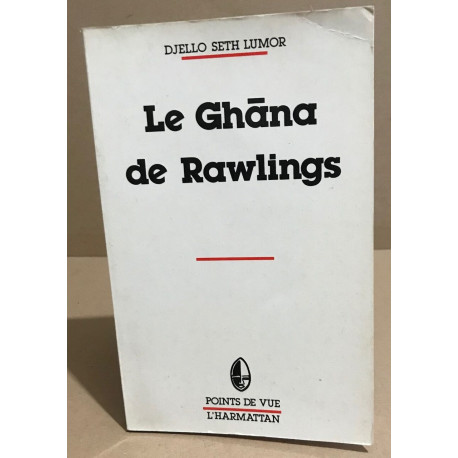 DJELLO SETH LUMOR
Le Ghāna
de Rawlings
POINTS DE VUE
L'HARMATTAN